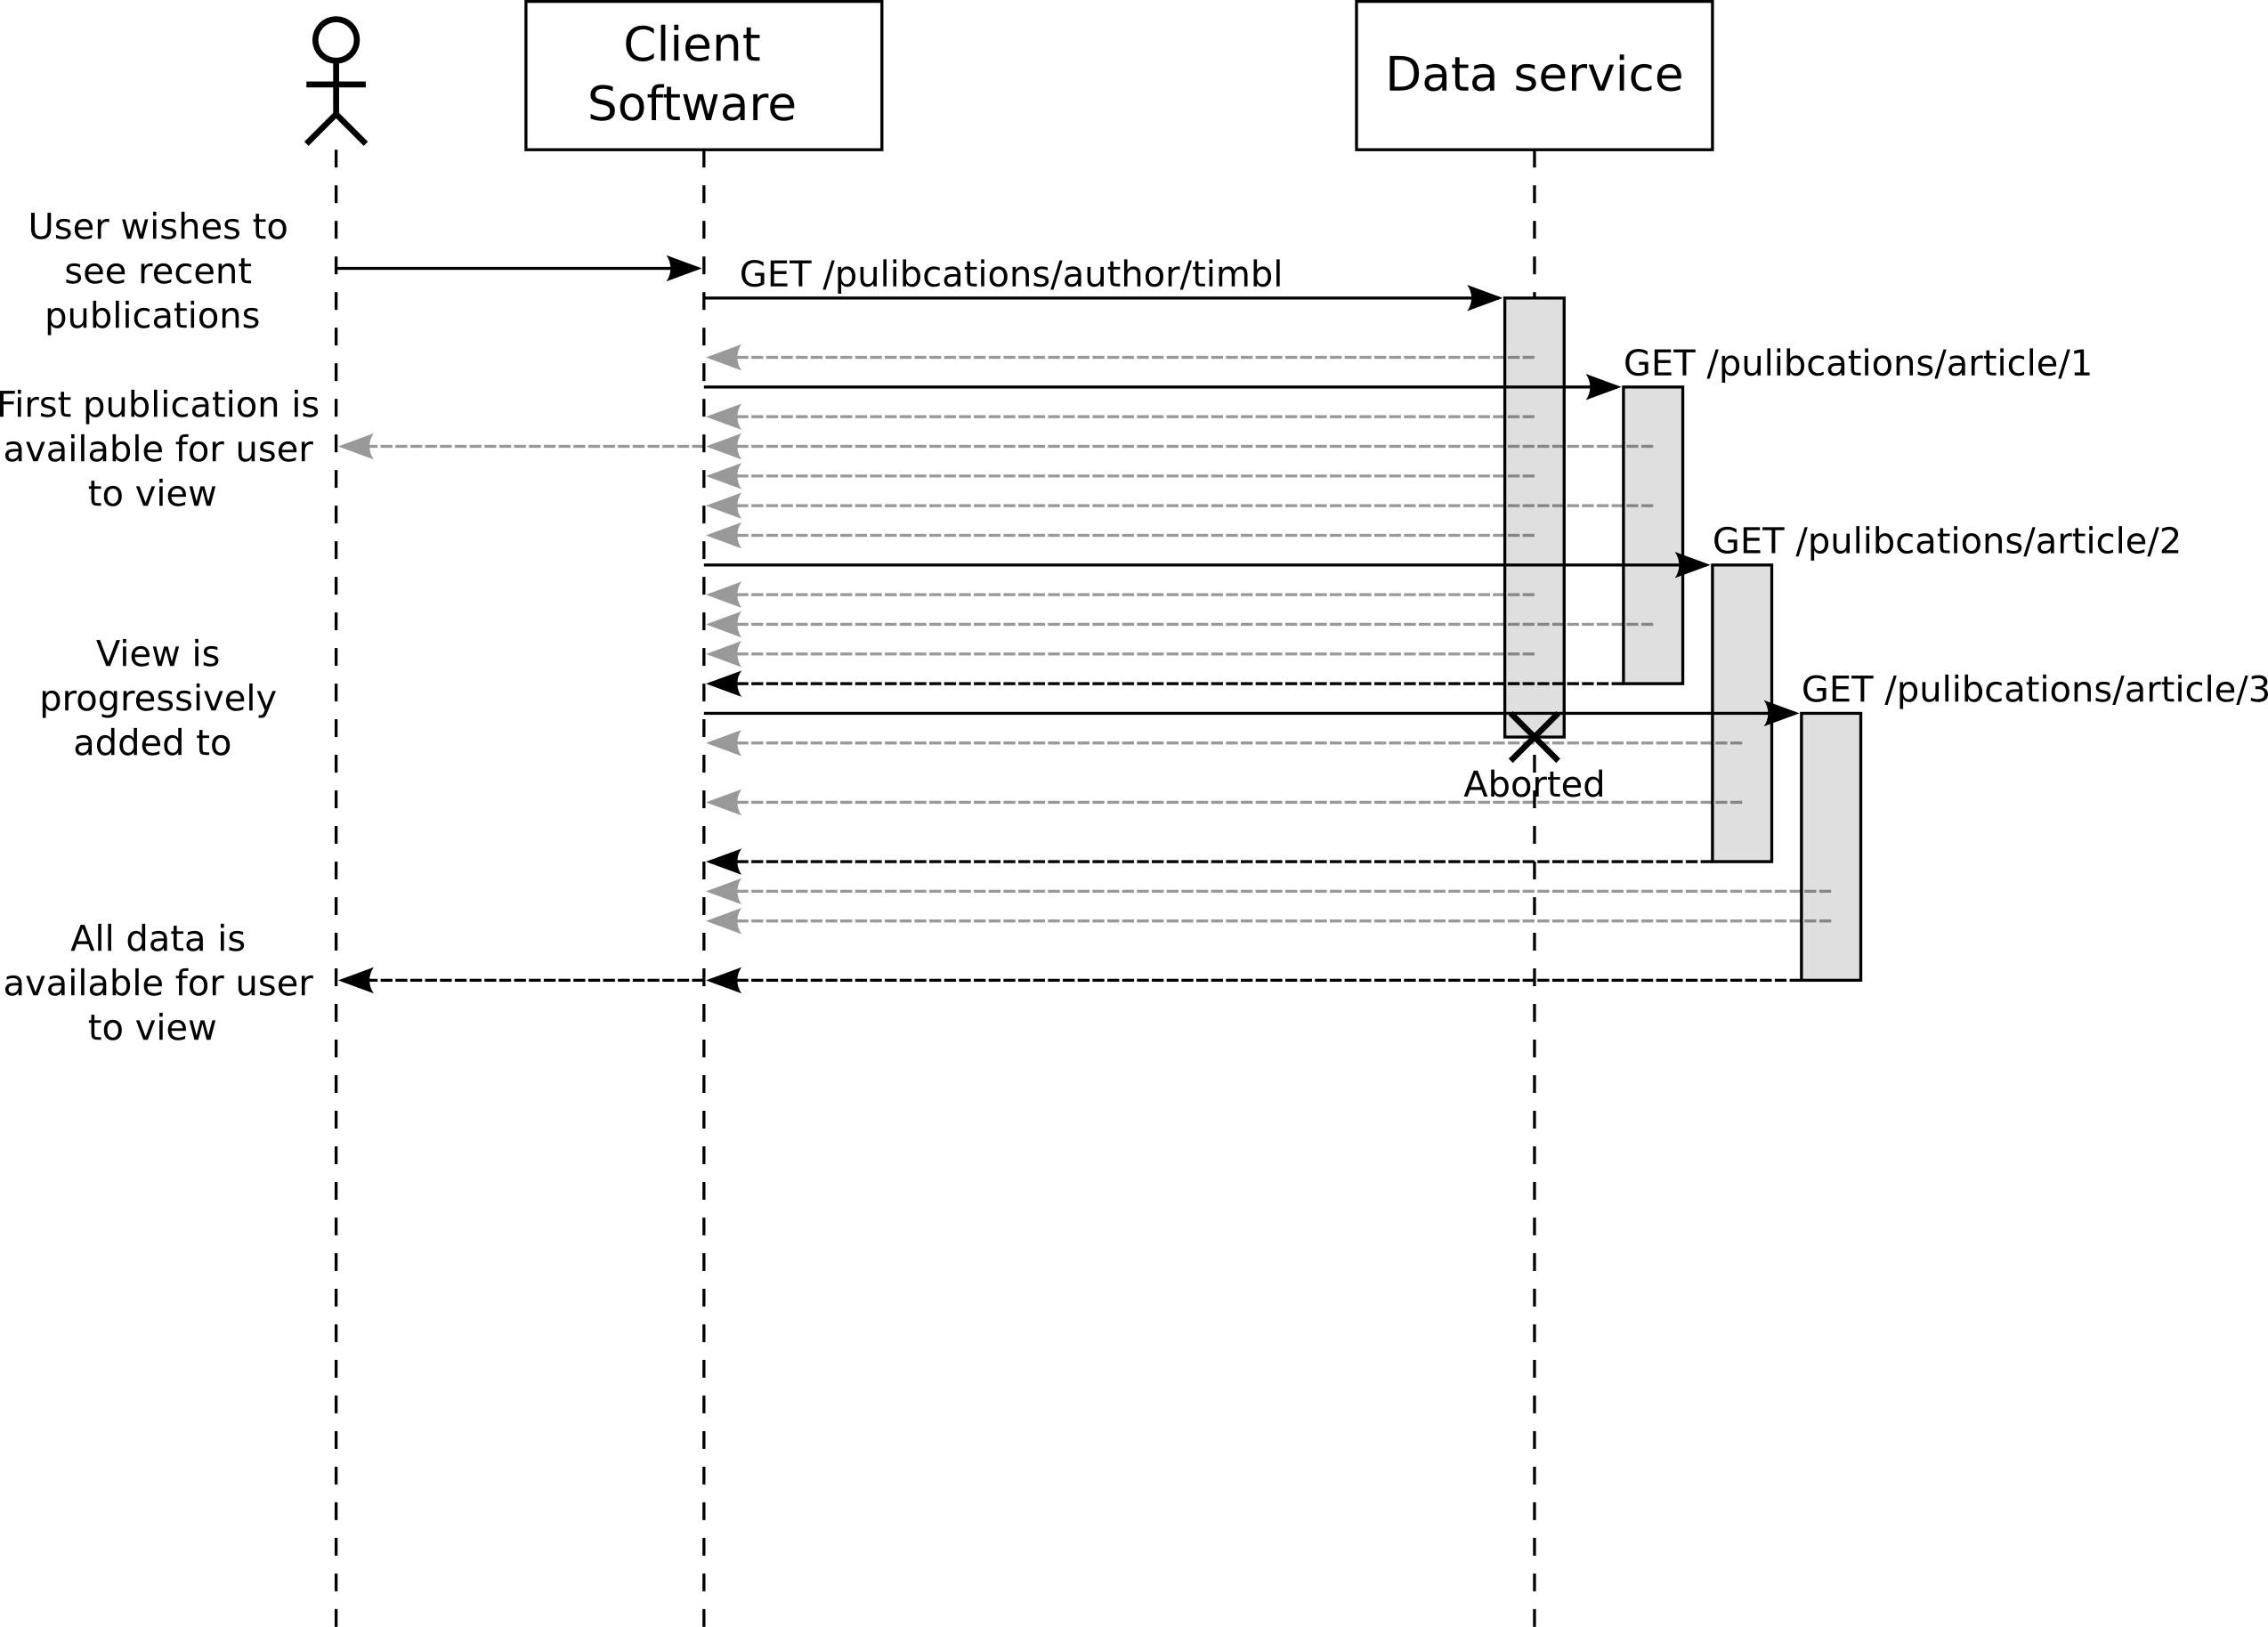 Client
Software
Data service
User wishes to
see recent
publications
GET /pulibcations/author/timbl
GET /pulibcations/article/1
First publication is
available for user
to view
GET /pulibcations/article/2
View is
progressively
added to
GET /pulibcations/article/3
Aborted
All data is
available for user
to view